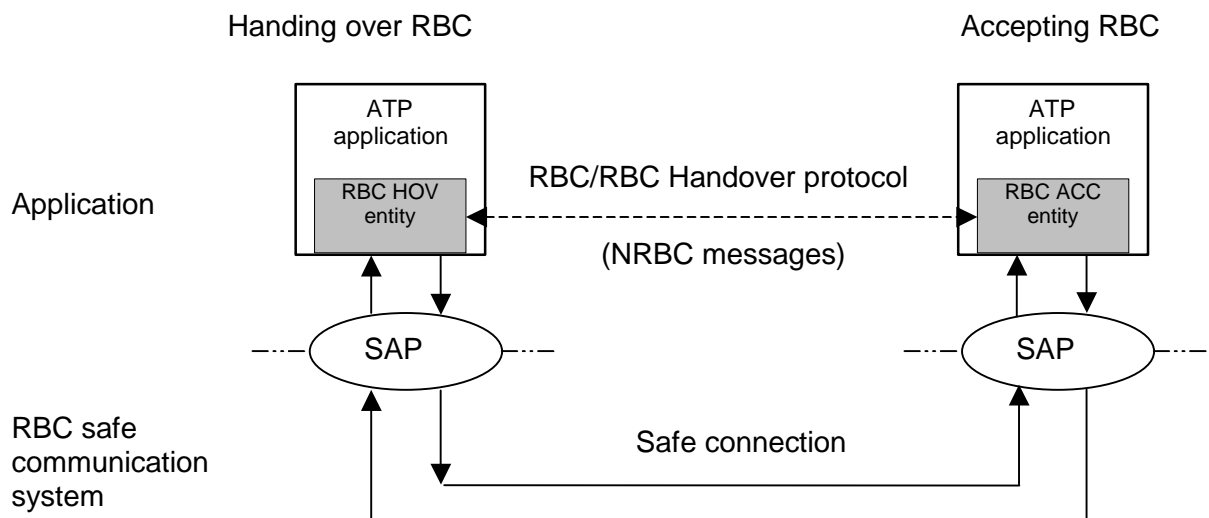 Handing over RBC
Accepting RBC
ATP
application
ATP
application
RBC HOV
entity
RBC/RBC Handover protocol
RBC ACC
entity
Application
(NRBC messages)
SAP
SAP
RBC safe
communication
system
Safe connection